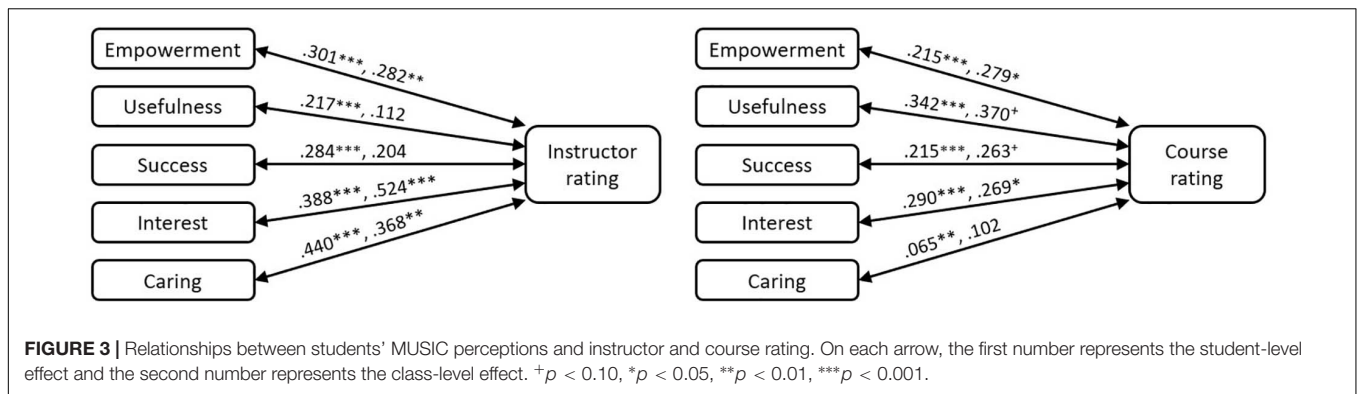 Empowerment
.301***, .282**
Usefulness
.217***, .112
Success
.284***, .204
Instructor
rating
Interest
.388***, .524***
Caring
.440***, .368**
Empowerment
.215***, .279*
Usefulness
.342***, .370+
Success
.215***, .263+
Course
rating
Interest
.290***, .269*
Caring
.065**, .102
FIGURE 3 | Relationships between students' MUSIC perceptions and instructor and course rating. On each arrow, the first number represents the student-level
effect and the second number represents the class-level effect. +p < 0.10, *p < 0.05, **p < 0.01, ***p < 0.001.